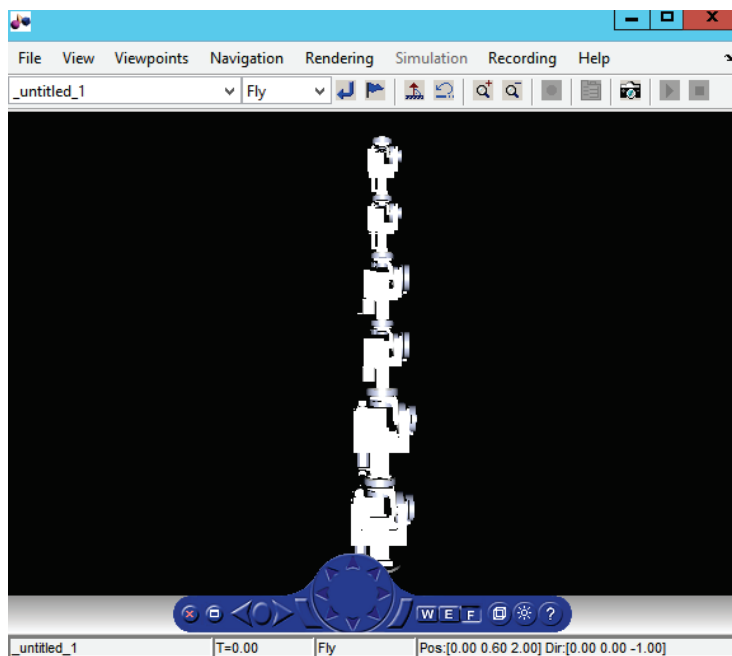 File View Viewpoints Navigation Rendering Simulation Recording Help
_untitled_1 Fly
W E F ?
_untitled_1 T=0.00 Fly Pos:[0.00 0.60 2.00] Dir:[0.00 0.00 -1.00]